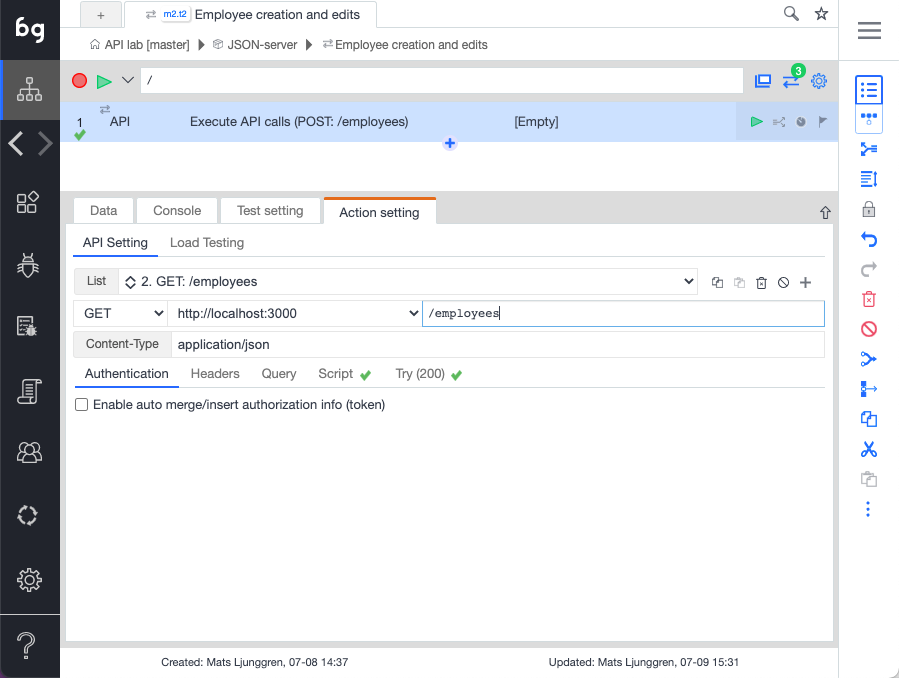 bg
+
m2.t2 Employee creation and edits
API lab [master] JSON-server Employee creation and edits
/
3
1 API Execute API calls (POST: /employees) [Empty]
Data Console Test setting Action setting
API Setting Load Testing
List 2. GET: /employees
GET http://localhost:3000 /employees
Content-Type application/json
Authentication Headers Query Script Try (200)
Enable auto merge/insert authorization info (token)
Created: Mats Ljunggren, 07-08 14:37 Updated: Mats Ljunggren, 07-09 15:31